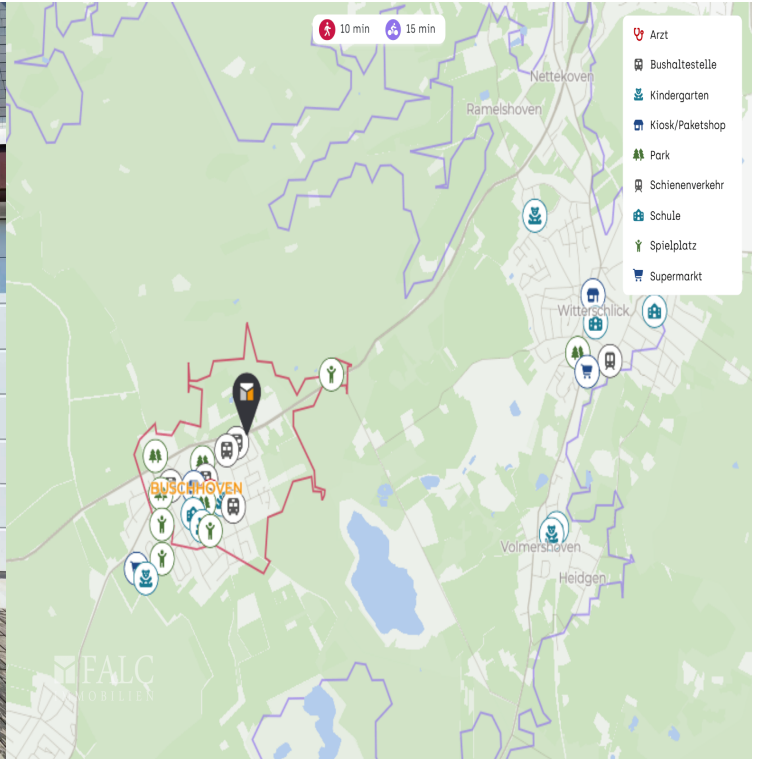 10 min
15 min
Arzt
Bushaltestelle
Kindergarten
Kiosk/Paketshop
Park
Schienenverkehr
Schule
Spielplatz
Supermarkt
Nettekoven
Ramelshoven
Witterschlick
BUSCHHOVEN
Volmershoven
Heidgen
FALC
IMMOBILIEN